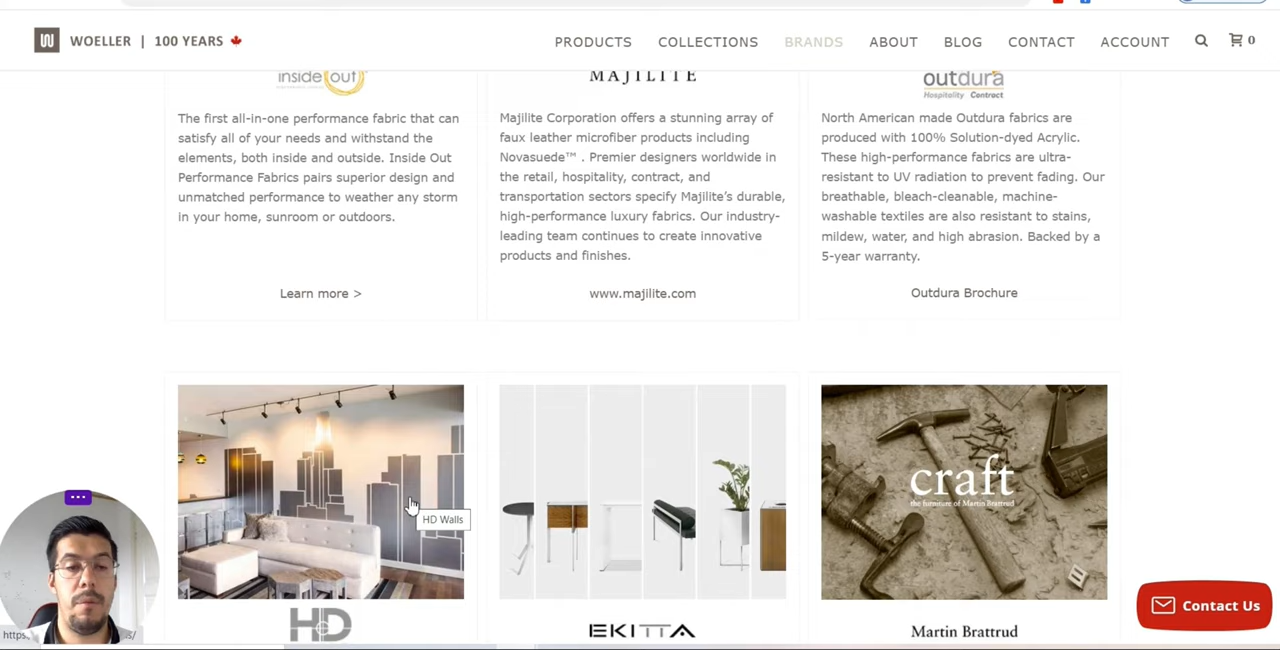 WOELLER | 100 YEARS
PRODUCTS COLLECTIONS BRANDS ABOUT BLOG CONTACT ACCOUNT 0
inside out
MAJILITE
outdura
Hospitality Contract
The first all-in-one performance fabric that can
satisfy all of your needs and withstand the
elements, both inside and outside. Inside Out
Performance Fabrics pairs superior design and
unmatched performance to weather any storm
in your home, sunroom or outdoors.
Learn more >
Majilite Corporation offers a stunning array of
faux leather microfiber products including
Novasuede™ . Premier designers worldwide in
the retail, hospitality, contract, and
transportation sectors specify Majilite’s durable,
high-performance luxury fabrics. Our industry-
leading team continues to create innovative
products and finishes.
www.majilite.com
North American made Outdura fabrics are
produced with 100% Solution-dyed Acrylic.
These high-performance fabrics are ultra-
resistant to UV radiation to prevent fading. Our
breathable, bleach-cleanable, machine-
washable textiles are also resistant to stains,
mildew, water, and high abrasion. Backed by a
5-year warranty.
Outdura Brochure
HD Walls
craft
the furniture of Martin Brattrud
HD
EKITTA
Martin Brattrud
Contact Us